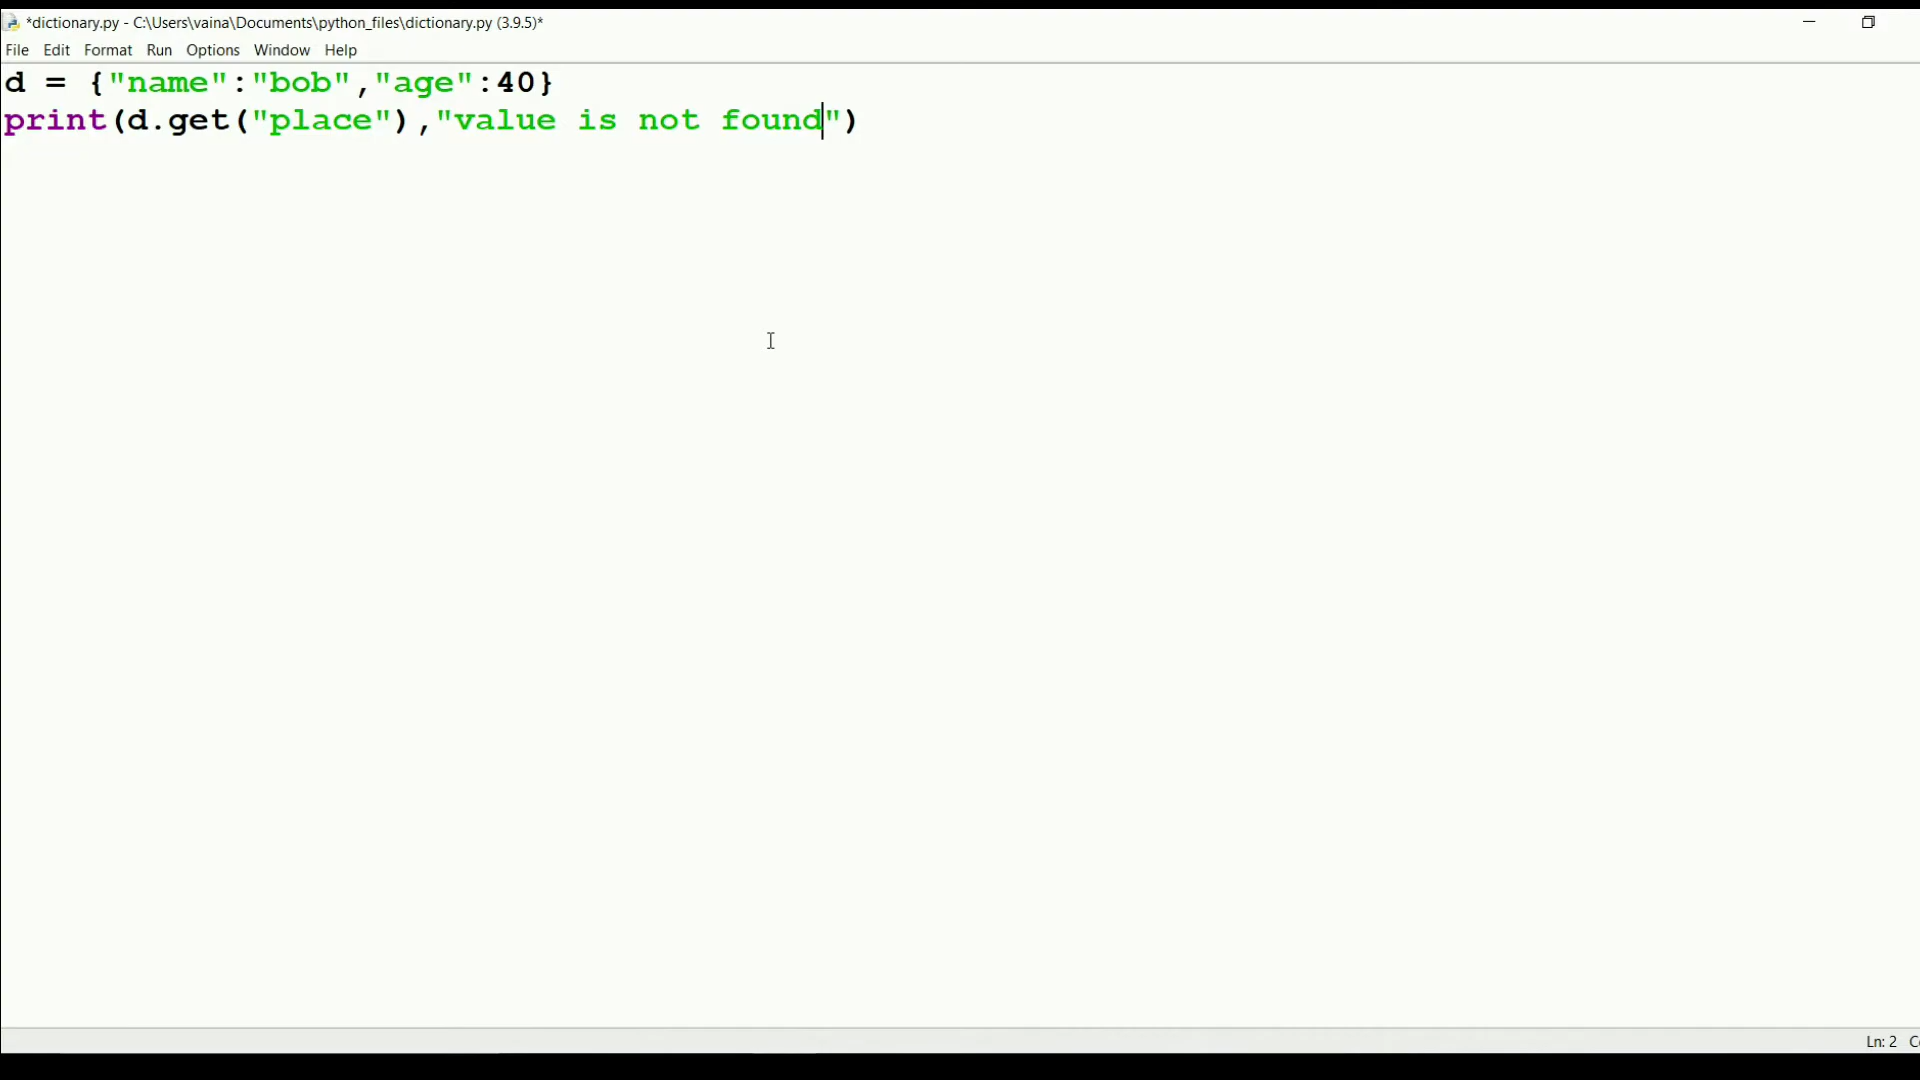 *dictionary.py - C:\Users\vaina\Documents\python_files\dictionary.py (3.9.5)*
File Edit Format Run Options Window Help
d = {"name":"bob","age":40}
print(d.get("place"),"value is not found")
Ln: 2